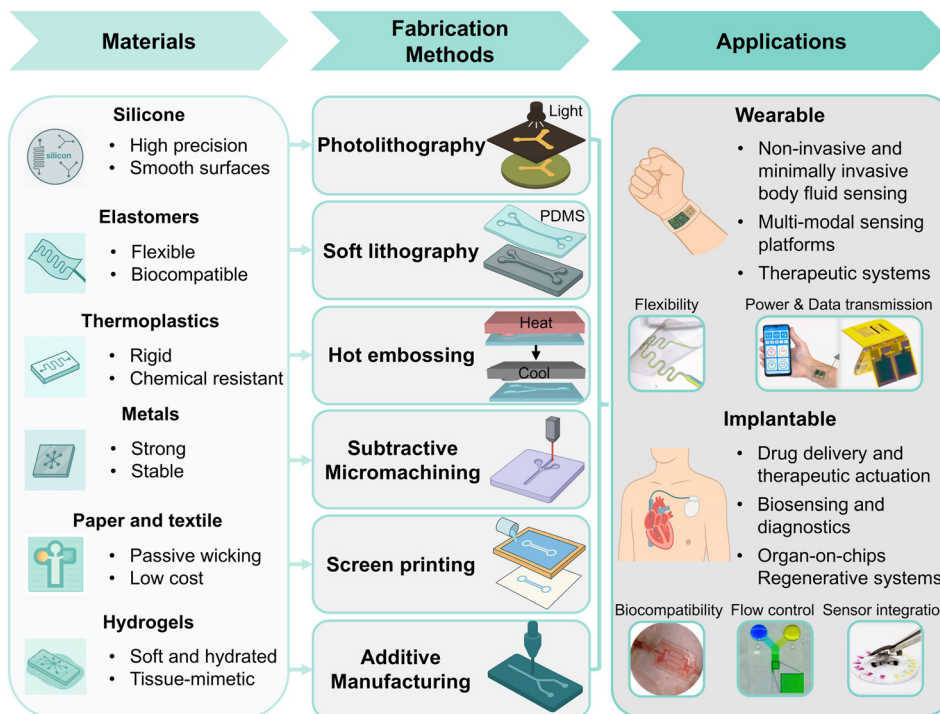 Materials
Fabrication
Methods
Applications
Silicone
silicon
• High precision
• Smooth surfaces
Elastomers
• Flexible
• Biocompatible
Thermoplastics
• Rigid
• Chemical resistant
Metals
• Strong
• Stable
Paper and textile
• Passive wicking
• Low cost
Hydrogels
• Soft and hydrated
• Tissue-mimetic
Photolithography
Light
Soft lithography
PDMS
Hot embossing
Heat
Cool
Subtractive
Micromachining
Screen printing
Additive
Manufacturing
Wearable
• Non-invasive and
minimally invasive
body fluid sensing
• Multi-modal sensing
platforms
• Therapeutic systems
Flexibility
Power & Data transmission
Implantable
• Drug delivery and
therapeutic actuation
• Biosensing and
diagnostics
• Organ-on-chips
Regenerative systems
Biocompatibility
Flow control
Sensor integratio